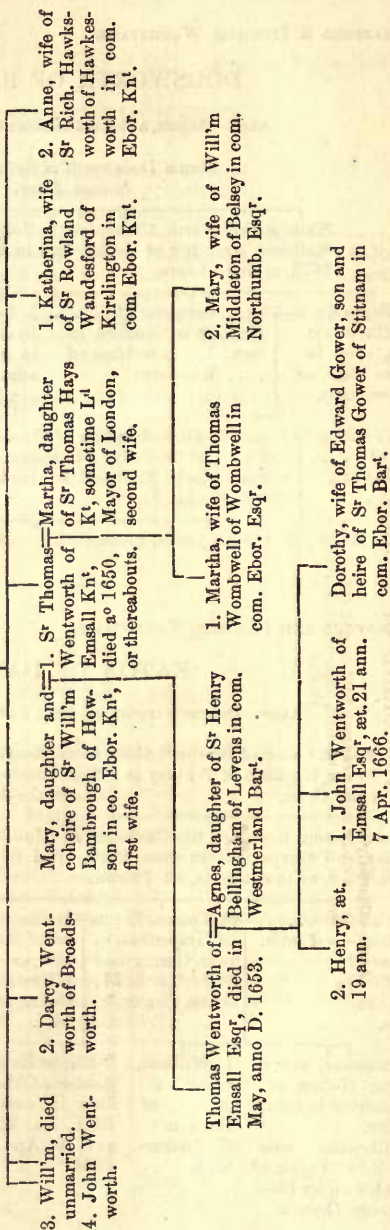 3. Will'm, died
unmarried.
4. John Went-
worth.
2. Darcy Went-
worth of Broads-
worth.
Mary, daughter and
coheire of Sʳ Will'm
Bambrough of How-
son in co. Ebor. Knᵗ,
first wife.
1. Sʳ Thomas
Wentworth of
Emsall Knᵗ,
died aº 1650,
or thereabouts.
Martha, daughter
of Sʳ Thomas Hays
Kᵗ, sometime Lᵈ
Mayor of London,
second wife.
1. Katherina, wife
of Sʳ Rowland
Wandesford of
Kirtlington in
com. Ebor. Knᵗ.
2. Anne, wife of
Sʳ Rich. Hawks-
worth of Hawkes-
worth in com.
Ebor. Knᵗ.
Thomas Wentworth of
Emsall Esqʳ, died in
May, anno D. 1653.
Agnes, daughter of Sʳ Henry
Bellingham of Levens in com.
Westmerland Barᵗ.
1. Martha, wife of Thomas
Wombwell of Wombwell in
com. Ebor. Esqʳ.
2. Mary, wife of Will'm
Middleton of Belsey in com.
Northumb. Esqʳ.
2. Henry, æt.
19 ann.
1. John Wentworth of
Emsall Esqʳ, æt. 21 ann.
7 Apr. 1666.
Dorothy, wife of Edward Gower, son and
heire of Sʳ Thomas Gower of Stitnam in
com. Ebor. Barᵗ.